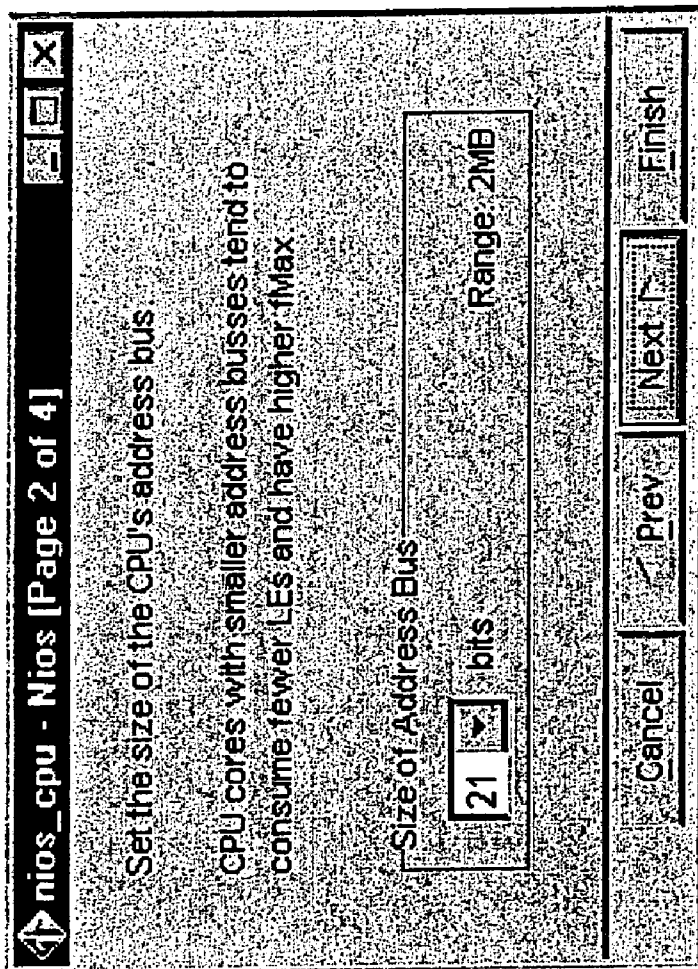 nios_cpu - Nios [Page 2 of 4]
Set the size of the CPU's address bus.
CPU cores with smaller address busses tend to
consume fewer LEs and have higher fMax.
Size of Address Bus
21 bits Range: 2MB
Cancel < Prev Next > Finish